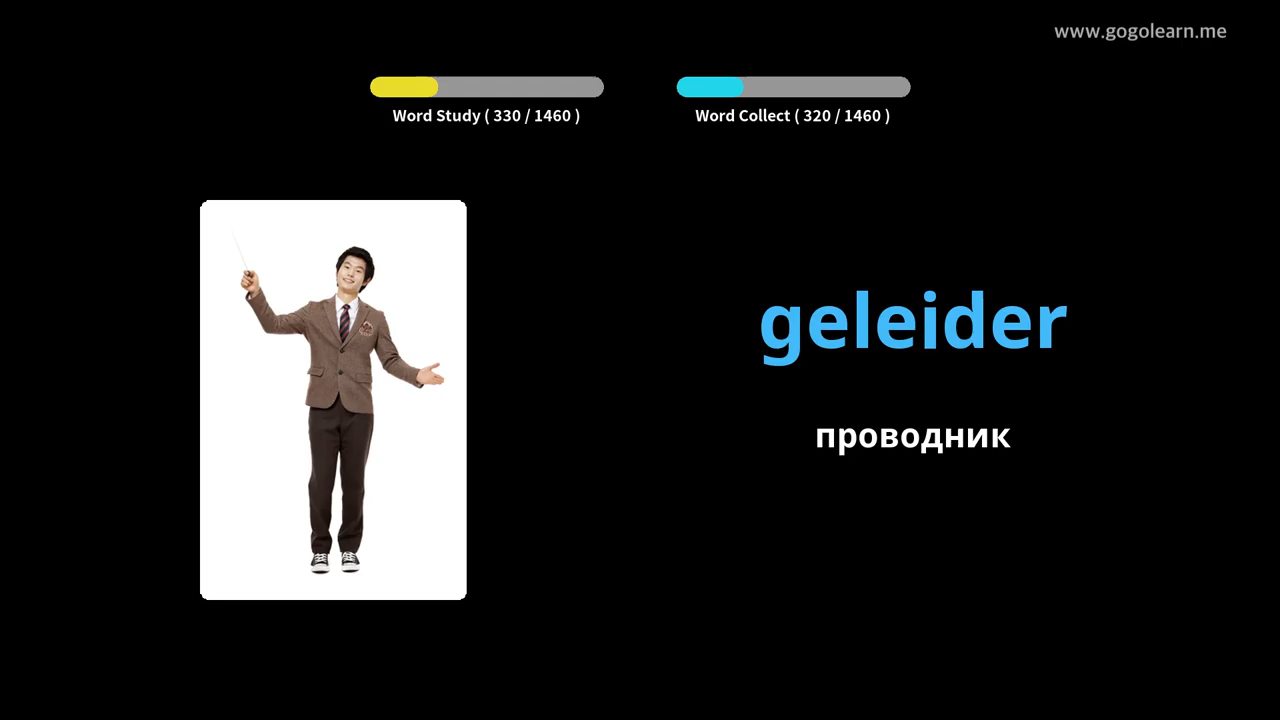 www.gogolearn.me
Word Study ( 330 / 1460 )
Word Collect ( 320 / 1460 )
geleider
проводник